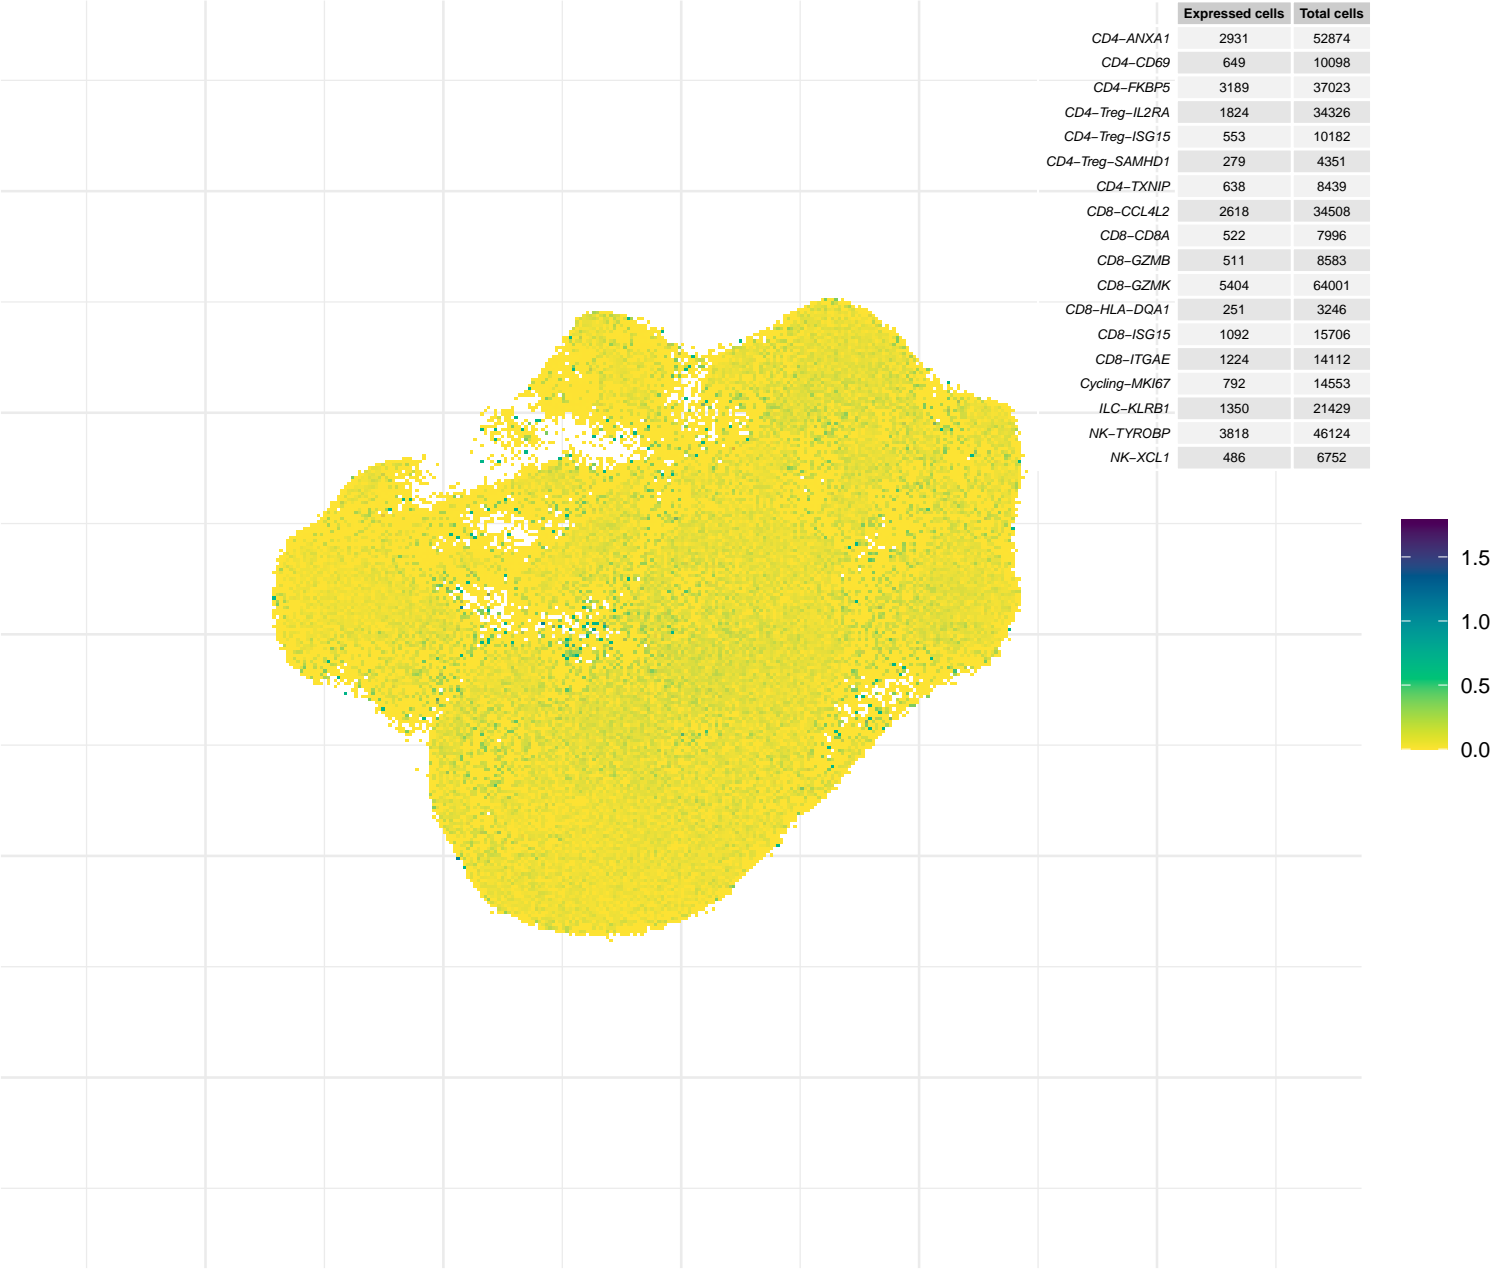 Expressed cells Total cells
CD4−ANXA1 2931 52874
CD4−CD69 649 10098
CD4−FKBP5 3189 37023
CD4−Treg−IL2RA 1824 34326
CD4−Treg−ISG15 553 10182
CD4−Treg−SAMHD1 279 4351
CD4−TXNIP 638 8439
CD8−CCL4L2 2618 34508
CD8−CD8A 522 7996
CD8−GZMB 511 8583
CD8−GZMK 5404 64001
CD8−HLA−DQA1 251 3246
CD8−ISG15 1092 15706
CD8−ITGAE 1224 14112
Cycling−MKI67 792 14553
ILC−KLRB1 1350 21429
NK−TYROBP 3818 46124
NK−XCL1 486 6752
1.5
1.0
0.5
0.0